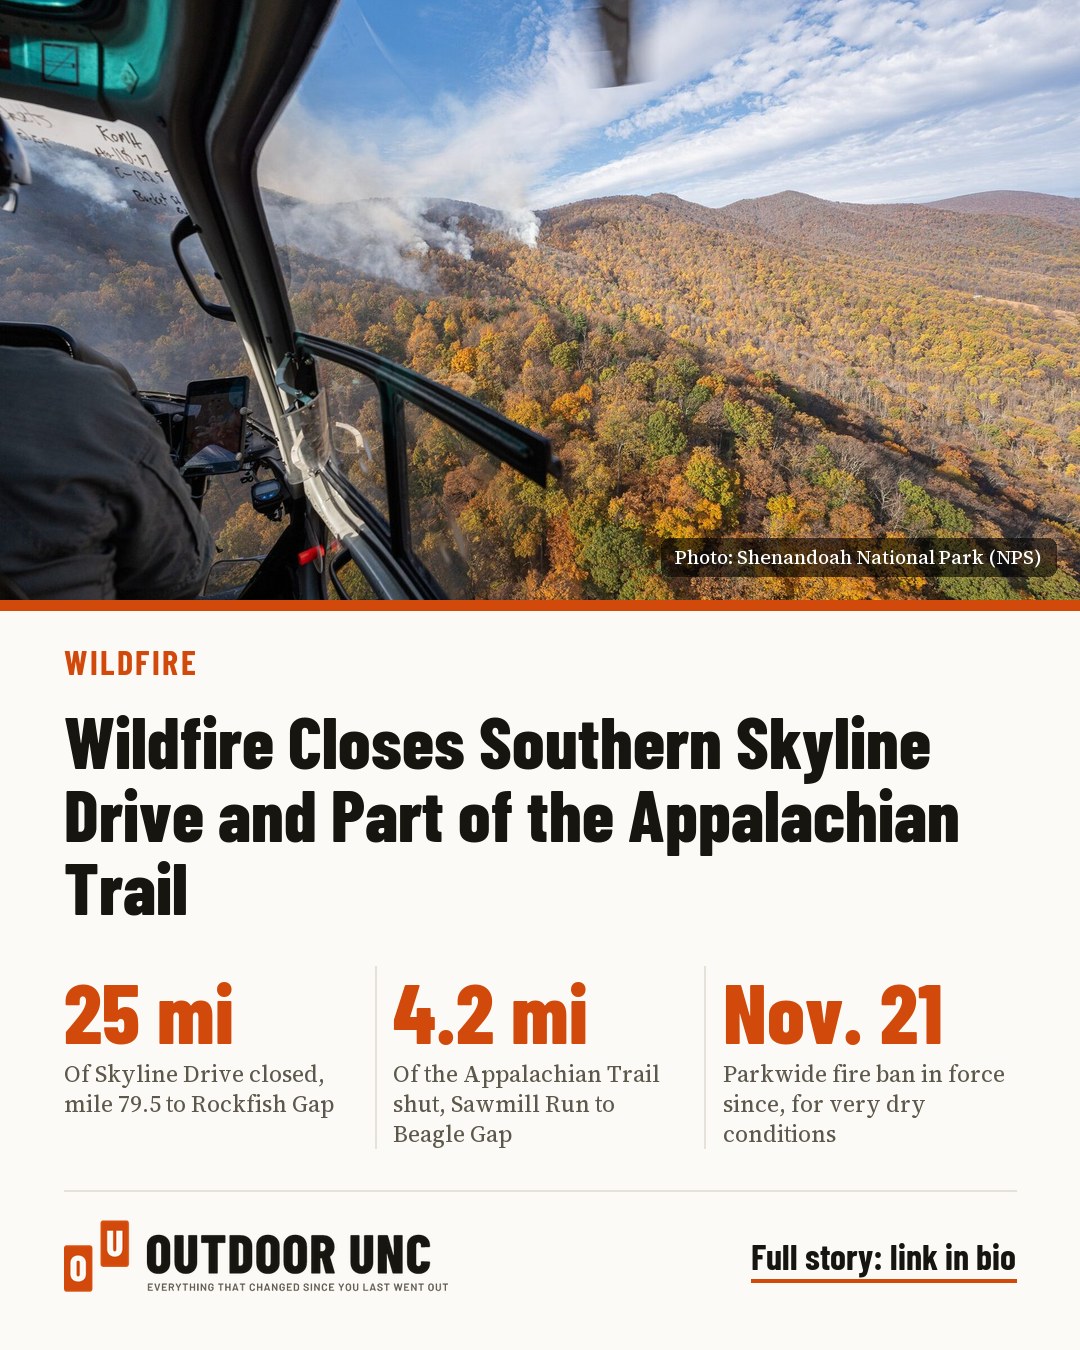 KonA
Photo: Shenandoah National Park (NPS)
WILDFIRE
Wildfire Closes Southern Skyline
Drive and Part of the Appalachian
Trail
25 mi
Of Skyline Drive closed,
mile 79.5 to Rockfish Gap
4.2 mi
Of the Appalachian Trail
shut, Sawmill Run to
Beagle Gap
Nov. 21
Parkwide fire ban in force
since, for very dry
conditions
O U
OUTDOOR UNC
EVERYTHING THAT CHANGED SINCE YOU LAST WENT OUT
Full story: link in bio